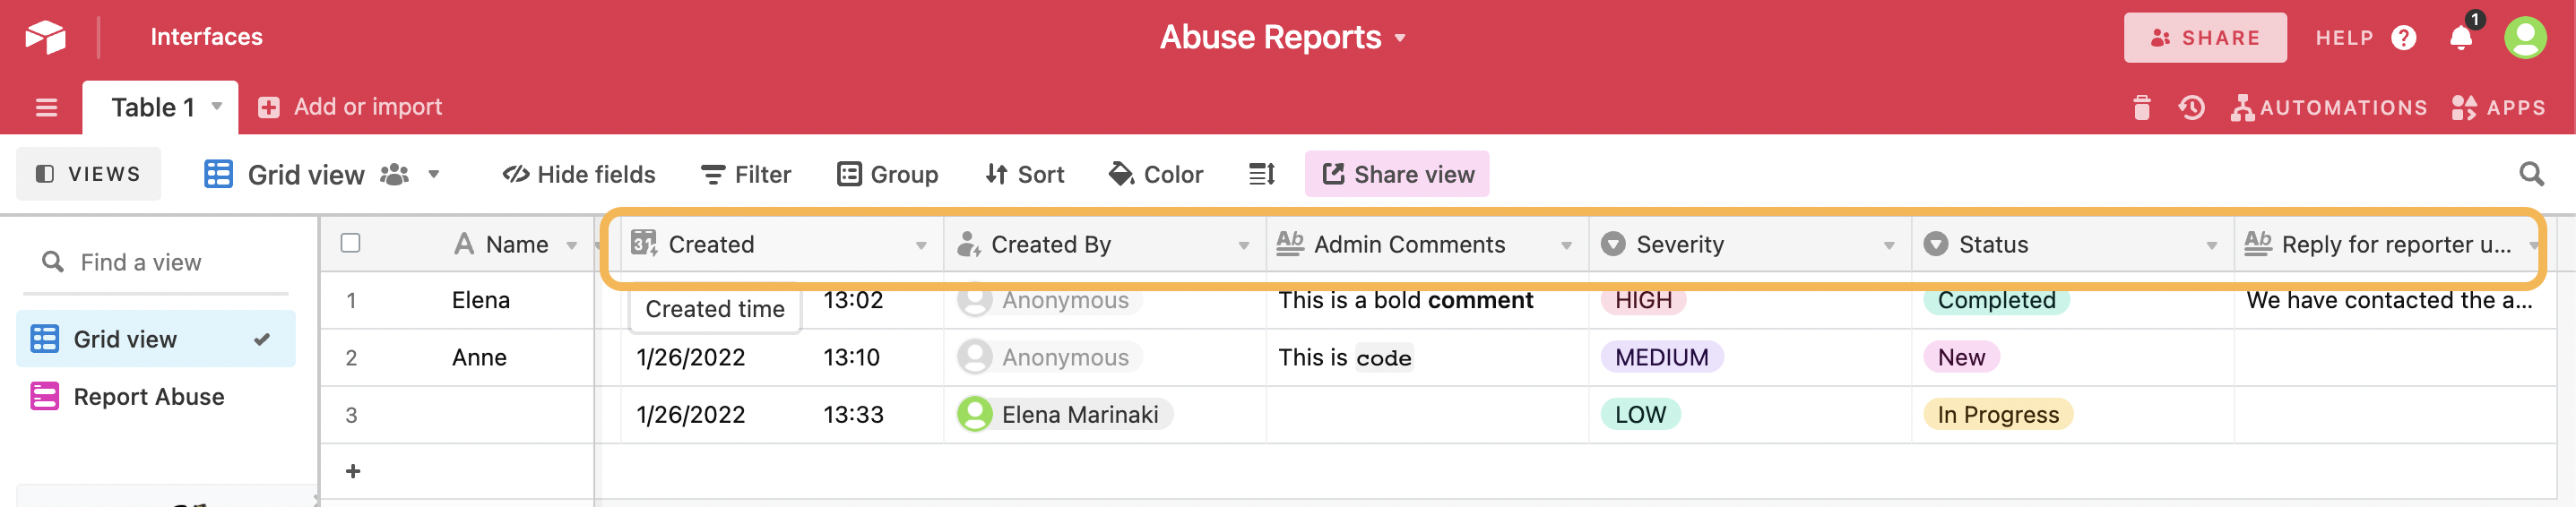 Interfaces
Abuse Reports
SHARE
HELP
1
Table 1
Add or import
AUTOMATIONS
APPS
VIEWS
Grid view
Hide fields
Filter
Group
Sort
Color
Share view
Find a view
Grid view
Report Abuse
Name
31 Created
Created By
Ab Admin Comments
Severity
Status
Ab Reply for reporter u...
1 Elena 13:02 Anonymous This is a bold comment HIGH Completed We have contacted the a...
Created time
2 Anne 1/26/2022 13:10 Anonymous This is code MEDIUM New
3 1/26/2022 13:33 Elena Marinaki LOW In Progress